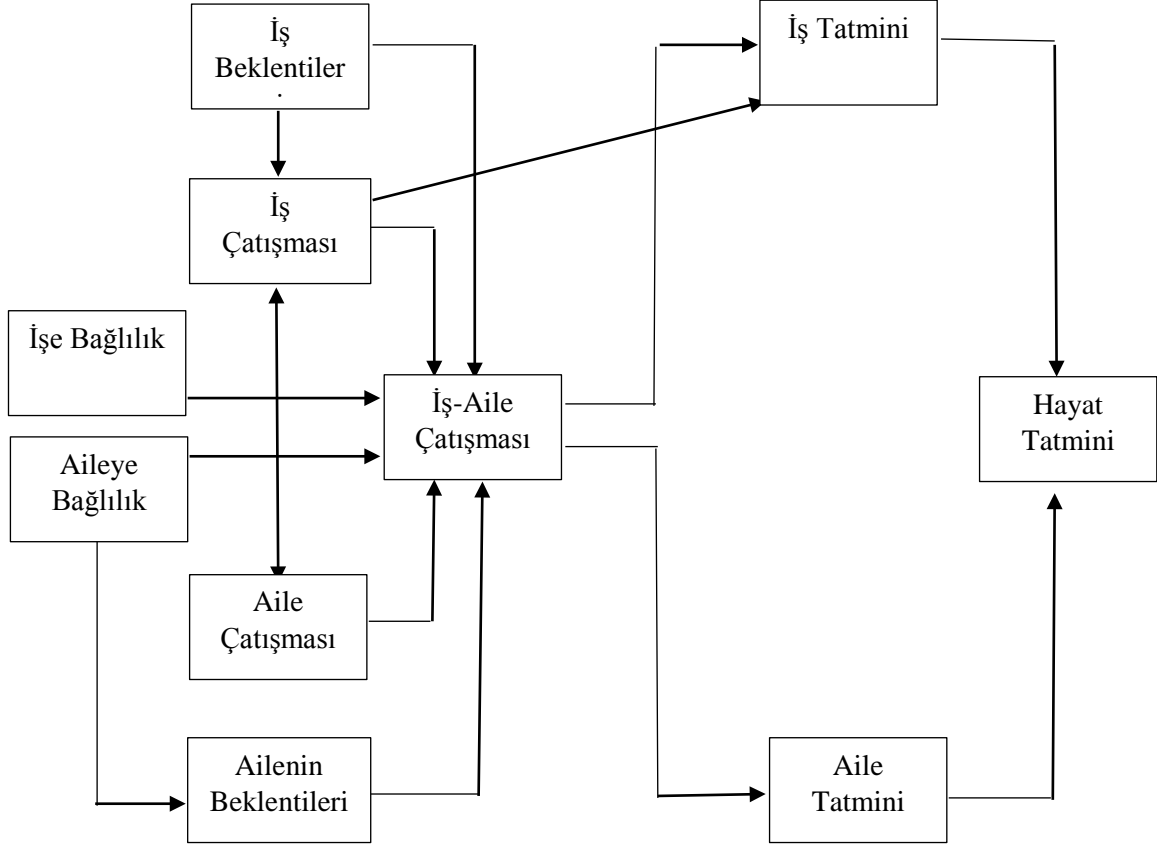 İş
Beklentiler
İş Tatmini
İş
Çatışması
İşe Bağlılık
İş-Aile
Çatışması
Hayat
Tatmini
Aileye
Bağlılık
Aile
Çatışması
Ailenin
Beklentileri
Aile
Tatmini